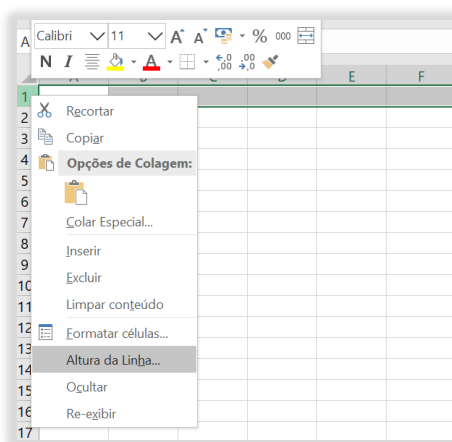 A Calibri 11 A A % 000
N I A ,00 ,00
A B C D E F
1
2 Recortar
3 Copiar
4 Opções de Colagem:
5
6
7 Colar Especial...
8 Inserir
9 Excluir
10
11 Limpar conteúdo
12 Formatar células...
13
14 Altura da Linha...
15 Ocultar
16 Re-exibir
17